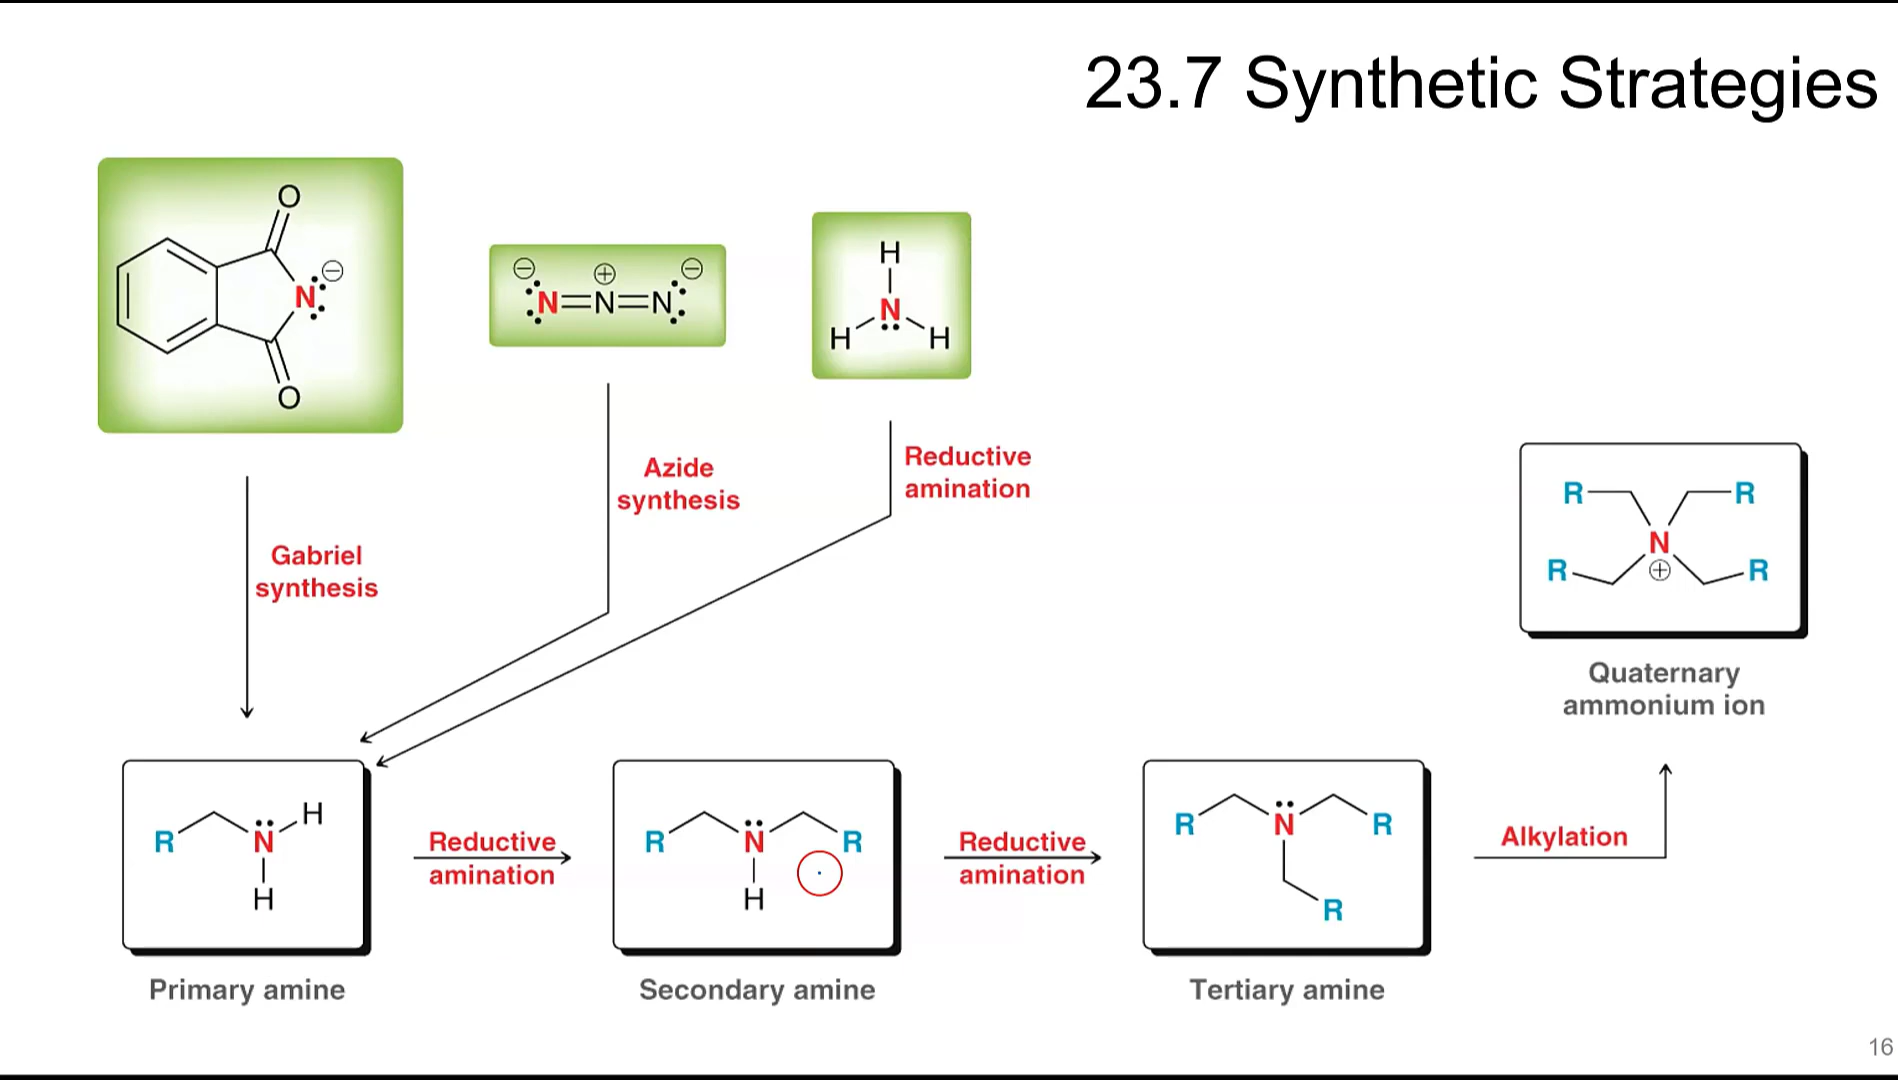 23.7 Synthetic Strategies
O
N
⊖
O
⊖ ⊕ ⊖
N=N=N
H
N
H H
Gabriel
synthesis
Azide
synthesis
Reductive
amination
R R
N
⊕
R R
Quaternary
ammonium ion
R N H
H
Primary amine
Reductive
amination
R N R
H
Secondary amine
Reductive
amination
R N R
R
Tertiary amine
Alkylation
16